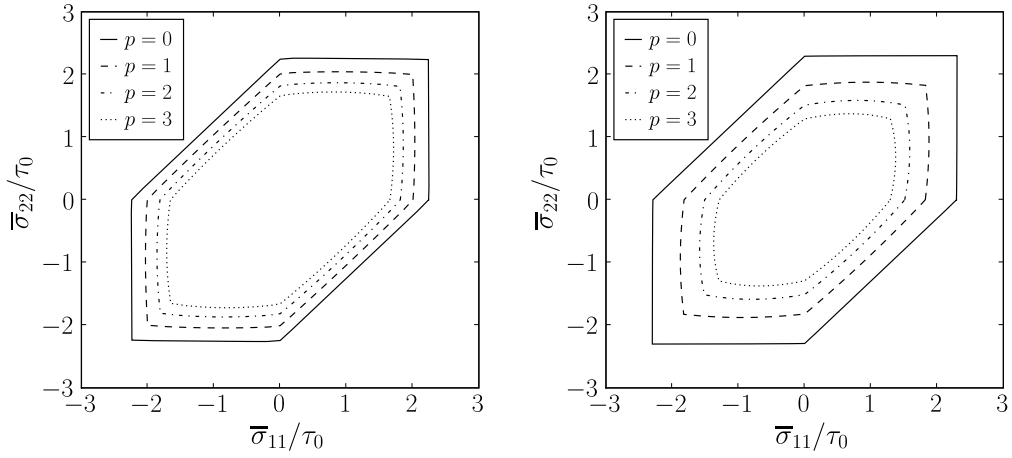 3
2
1
0
−1
−2
−3
p = 0
p = 1
p = 2
p = 3
σ̅₂₂/τ₀
−3 −2 −1 0 1 2 3
σ̅₁₁/τ₀
3
2
1
0
−1
−2
−3
p = 0
p = 1
p = 2
p = 3
σ̅₂₂/τ₀
−3 −2 −1 0 1 2 3
σ̅₁₁/τ₀